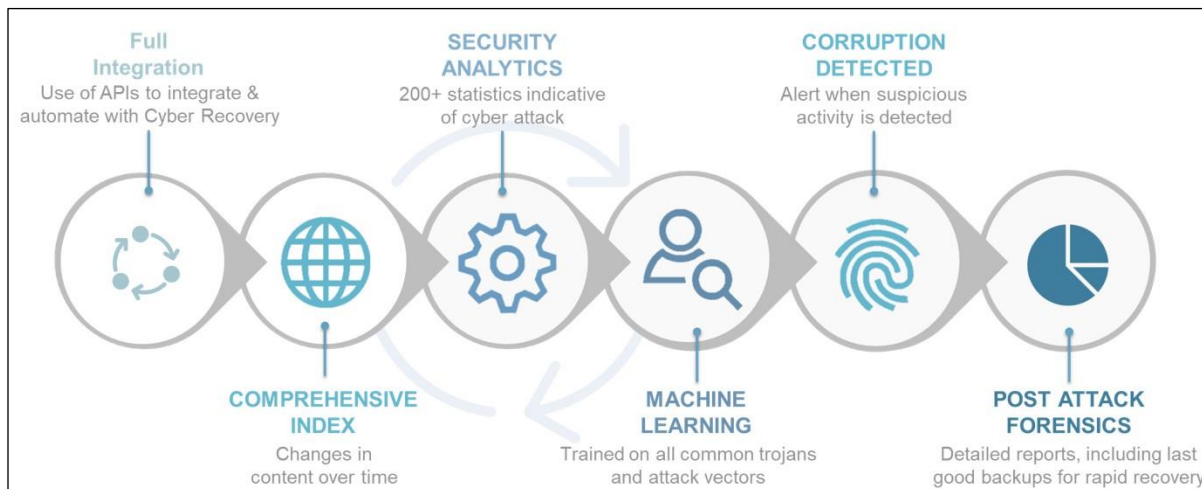 Full
Integration
Use of APIs to integrate &
automate with Cyber Recovery
SECURITY
ANALYTICS
200+ statistics indicative
of cyber attack
CORRUPTION
DETECTED
Alert when suspicious
activity is detected
COMPREHENSIVE
INDEX
Changes in
content over time
MACHINE
LEARNING
Trained on all common trojans
and attack vectors
POST ATTACK
FORENSICS
Detailed reports, including last
good backups for rapid recovery